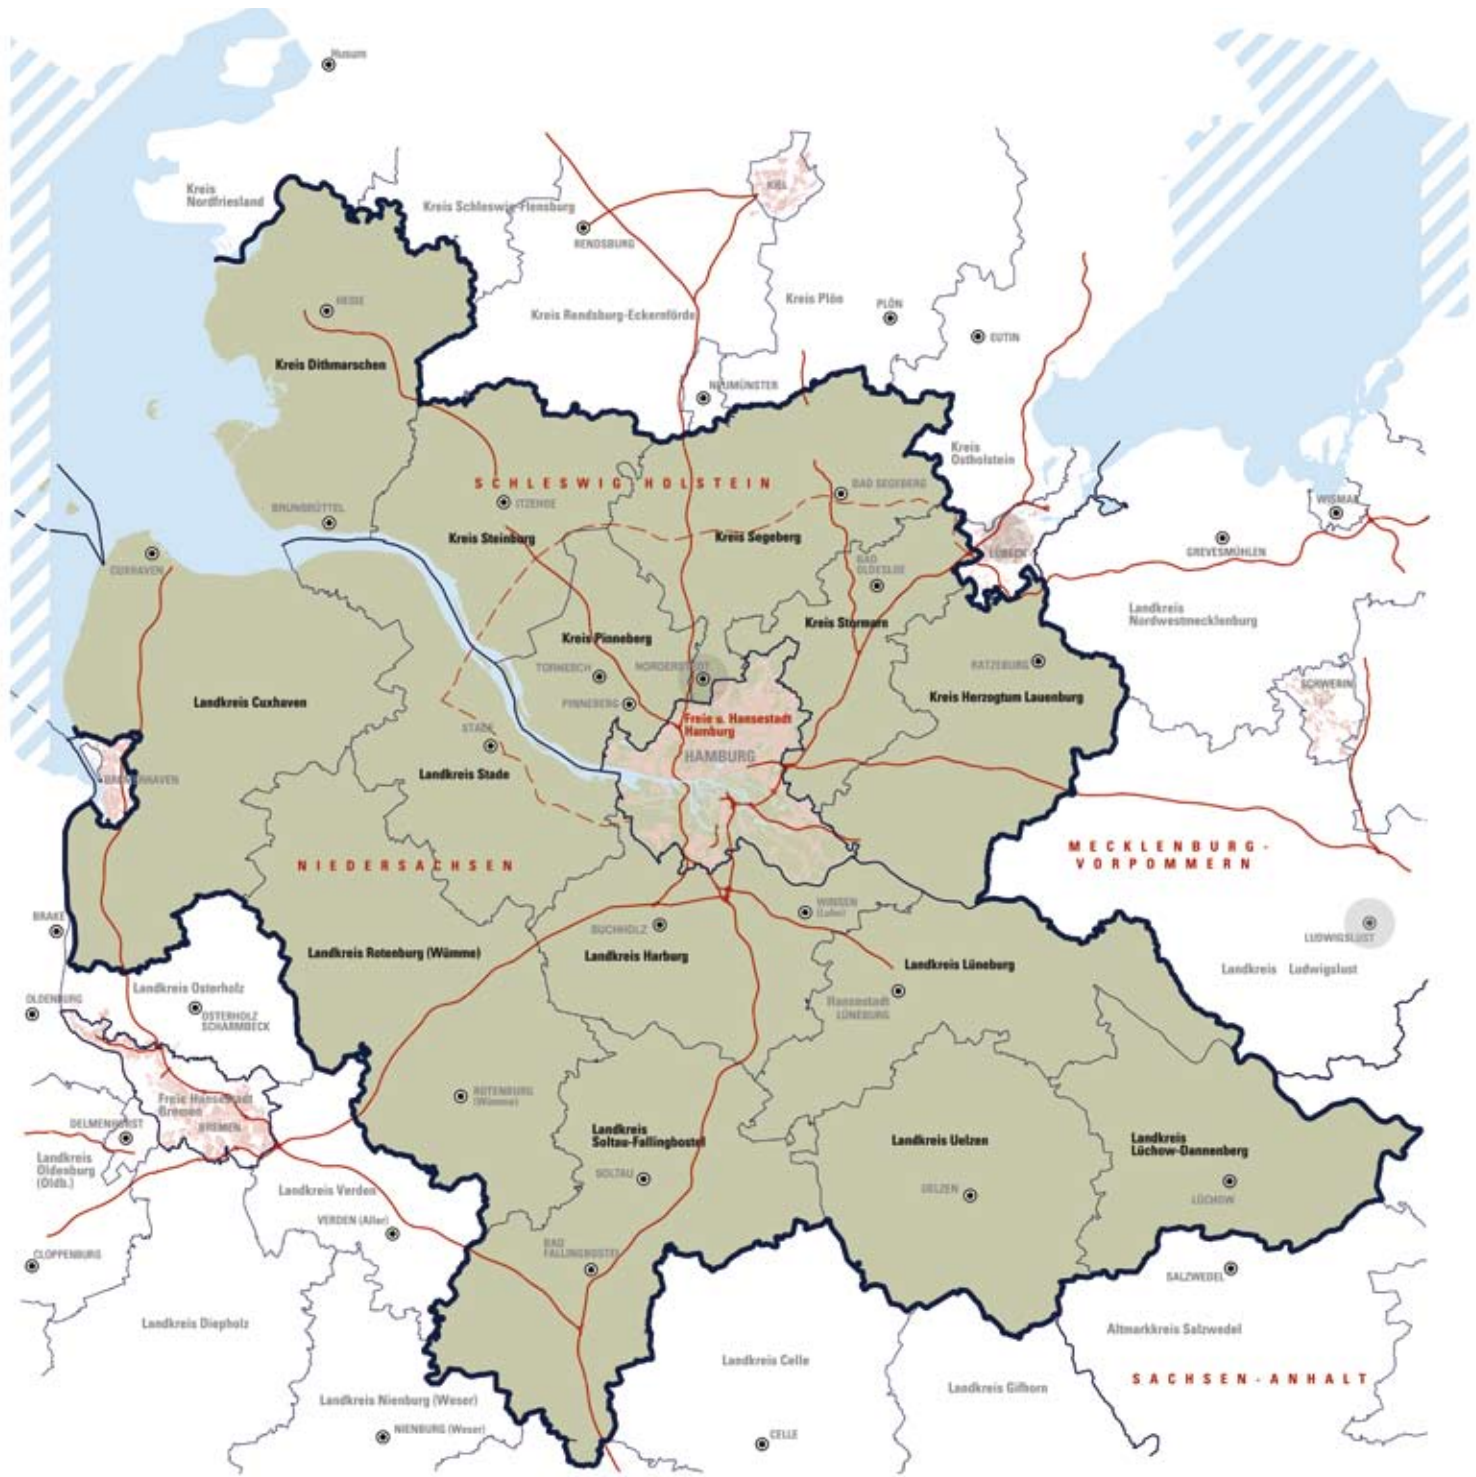 Husum
Kreis
Nordfriesland
Kreis Schleswig-Flensburg
KIEL
RENDSBURG
Kreis Rendsburg-Eckernförde
Kreis Plön
PLÖN
EUTIN
HEIDE
Kreis Dithmarschen
NEUMÜNSTER
Kreis
Ostholstein
SCHLESWIG HOLSTEIN
BAD SEGEBERG
ITZEHOE
BRUNSBÜTTEL
Kreis Steinburg
Kreis Segeberg
WISMAR
GREVESMÜHLEN
LÜBECK
CUXHAVEN
BAD
OLDESLOE
Landkreis
Nordwestmecklenburg
Kreis Stormarn
Kreis Pinneberg
TORNESCH
NORDERSTEDT
RATZEBURG
SCHWERIN
Kreis Herzogtum Lauenburg
PINNEBERG
Landkreis Cuxhaven
Freie u. Hansestadt
Hamburg
HAMBURG
STADE
Landkreis Stade
BREMERHAVEN
MECKLENBURG-
VORPOMMERN
NIEDERSACHSEN
BRAKE
WINSEN
(Luhe)
BUCHHOLZ
LUDWIGSLUST
Landkreis Rotenburg (Wümme)
Landkreis Harburg
Landkreis Lüneburg
Landkreis Ludwigslust
Landkreis Osterholz
OLDENBURG
OSTERHOLZ
SCHARMBECK
Hansestadt
LÜNEBURG
ROTENBURG
(Wümme)
Freie Hansestadt
Bremen
BREMEN
DELMENHORST
Landkreis
Soltau-Fallingbostel
Landkreis Uelzen
Landkreis
Lüchow-Dannenberg
Landkreis
Oldenburg
(Oldb.)
SOLTAU
UELZEN
LÜCHOW
Landkreis Verden
VERDEN (Aller)
BAD
FALLINGBOSTEL
CLOPPENBURG
SALZWEDEL
Landkreis Diepholz
Altmarkkreis Salzwedel
Landkreis Celle
SACHSEN-ANHALT
Landkreis Gifhorn
Landkreis Nienburg (Weser)
NIENBURG (Weser)
CELLE